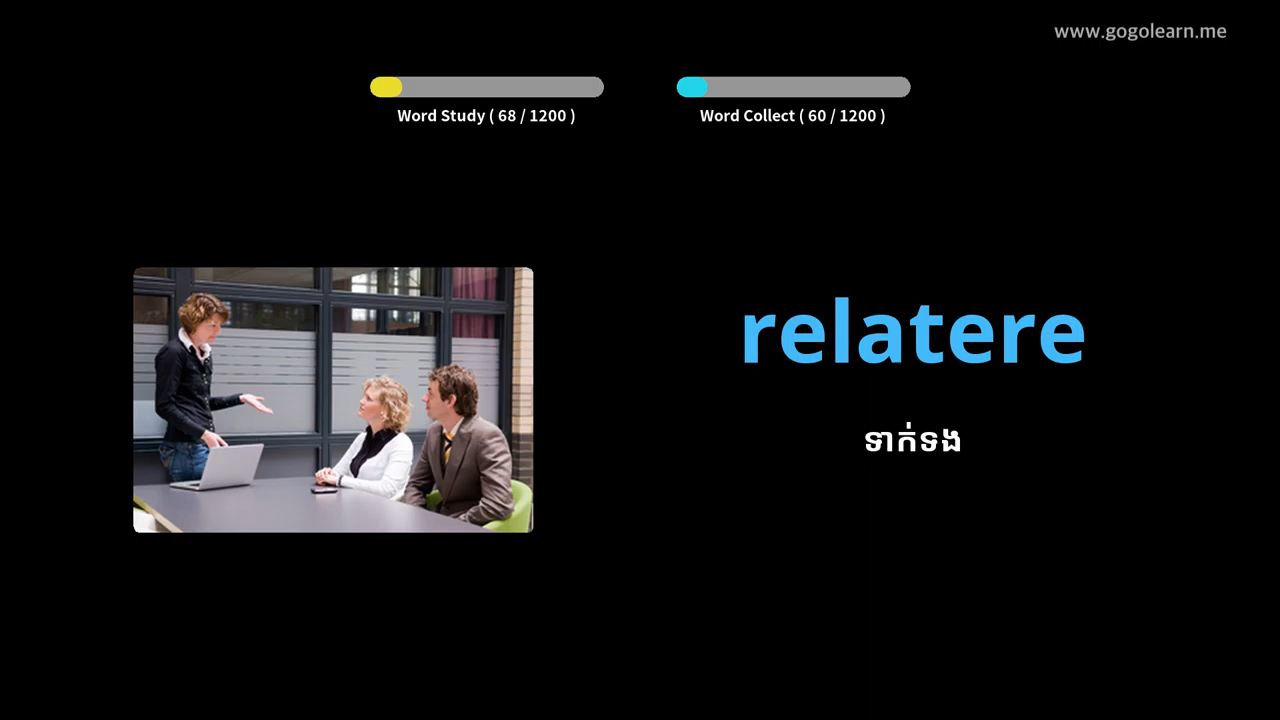 www.gogolearn.me
Word Study ( 68 / 1200 )
Word Collect ( 60 / 1200 )
relatere
ទាក់ទង